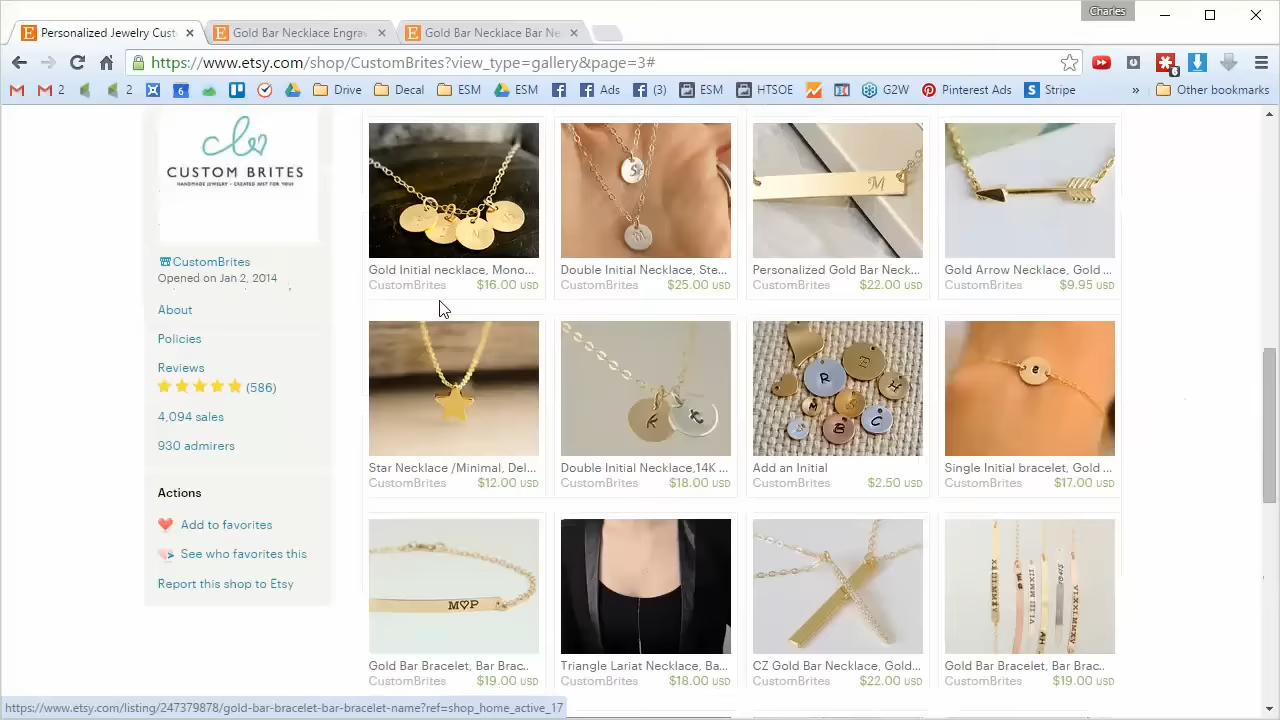 Charles
Personalized Jewelry Cust
Gold Bar Necklace Engrav
Gold Bar Necklace Bar Ne
https://www.etsy.com/shop/CustomBrites?view_type=gallery&page=3#
2 2 6 Drive Decal ESM ESM Ads (3) ESM HTSOE G2W Pinterest Ads Stripe » Other bookmarks
6
CUSTOM BRITES
HANDMADE JEWELRY - CREATED JUST FOR YOU!
CustomBrites
Opened on Jan 2, 2014
About
Policies
Reviews
(586)
4,094 sales
930 admirers
Actions
Add to favorites
See who favorites this
Report this shop to Etsy
S
M
M
Gold Initial necklace, Mono...
CustomBrites $16.00 USD
Double Initial Necklace, Ste...
CustomBrites $25.00 USD
Personalized Gold Bar Neck...
CustomBrites $22.00 USD
Gold Arrow Necklace, Gold ...
CustomBrites $9.95 USD
K t
R E H
B C
a
Star Necklace /Minimal, Del...
CustomBrites $12.00 USD
Double Initial Necklace,14K ...
CustomBrites $18.00 USD
Add an Initial
CustomBrites $2.50 USD
Single Initial bracelet, Gold ...
CustomBrites $17.00 USD
M♡P
Gold Bar Bracelet, Bar Brac..
CustomBrites $19.00 USD
Triangle Lariat Necklace, Ba...
CustomBrites $18.00 USD
CZ Gold Bar Necklace, Gold...
CustomBrites $22.00 USD
Gold Bar Bracelet, Bar Brac..
CustomBrites $19.00 USD
https://www.etsy.com/listing/247379878/gold-bar-bracelet-bar-bracelet-name?ref=shop_home_active_17